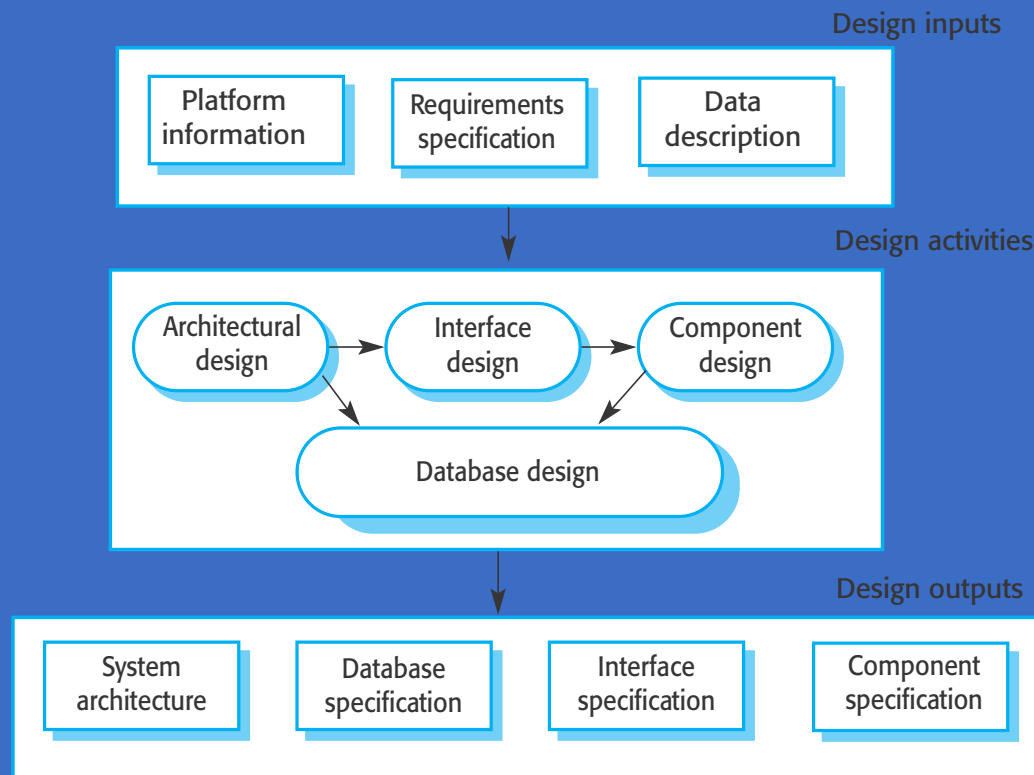 Design inputs
Platform
information
Requirements
specification
Data
description
Design activities
Architectural
design
Interface
design
Component
design
Database design
Design outputs
System
architecture
Database
specification
Interface
specification
Component
specification